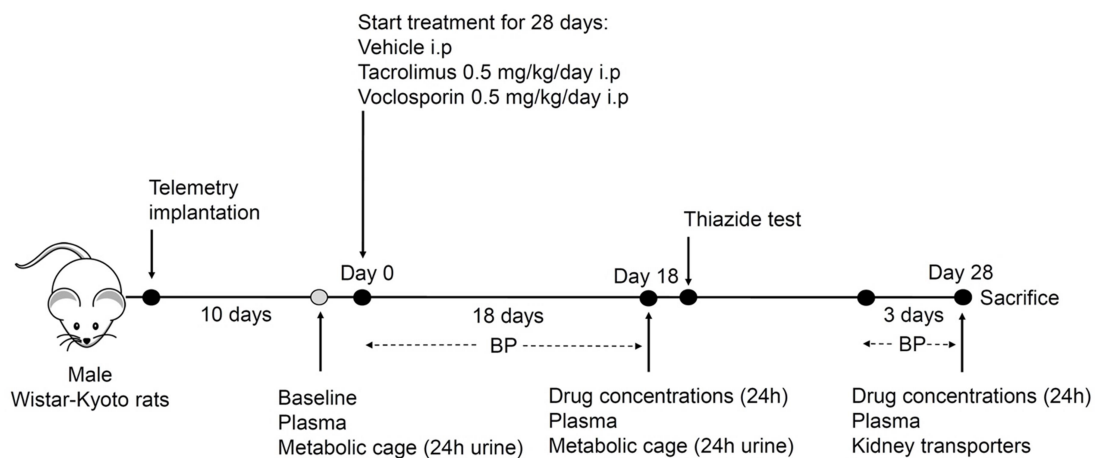 Start treatment for 28 days:
Vehicle i.p
Tacrolimus 0.5 mg/kg/day i.p
Voclosporin 0.5 mg/kg/day i.p
Telemetry
implantation
Thiazide test
Day 0
Day 18
Day 28
Sacrifice
10 days
18 days
3 days
BP
BP
Male
Wistar-Kyoto rats
Baseline
Plasma
Metabolic cage (24h urine)
Drug concentrations (24h)
Plasma
Metabolic cage (24h urine)
Drug concentrations (24h)
Plasma
Kidney transporters